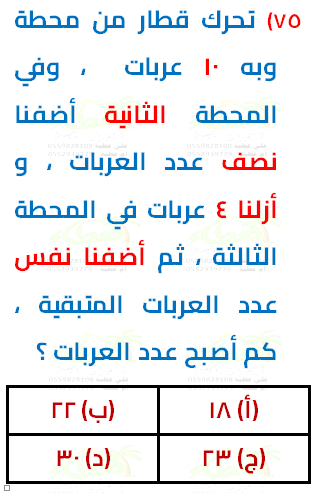 ٧٥) تحرك قطار من محطة
وبه ١٠ عربات ، وفي
المحطة الثانية أضفنا
نصف عدد العربات ، و
أزلنا ٤ عربات في المحطة
الثالثة ، ثم أضفنا نفس
عدد العربات المتبقية ،
كم أصبح عدد العربات ؟
(أ) ١٨ (ب) ٢٢
(ج) ٢٣ (د) ٣٠